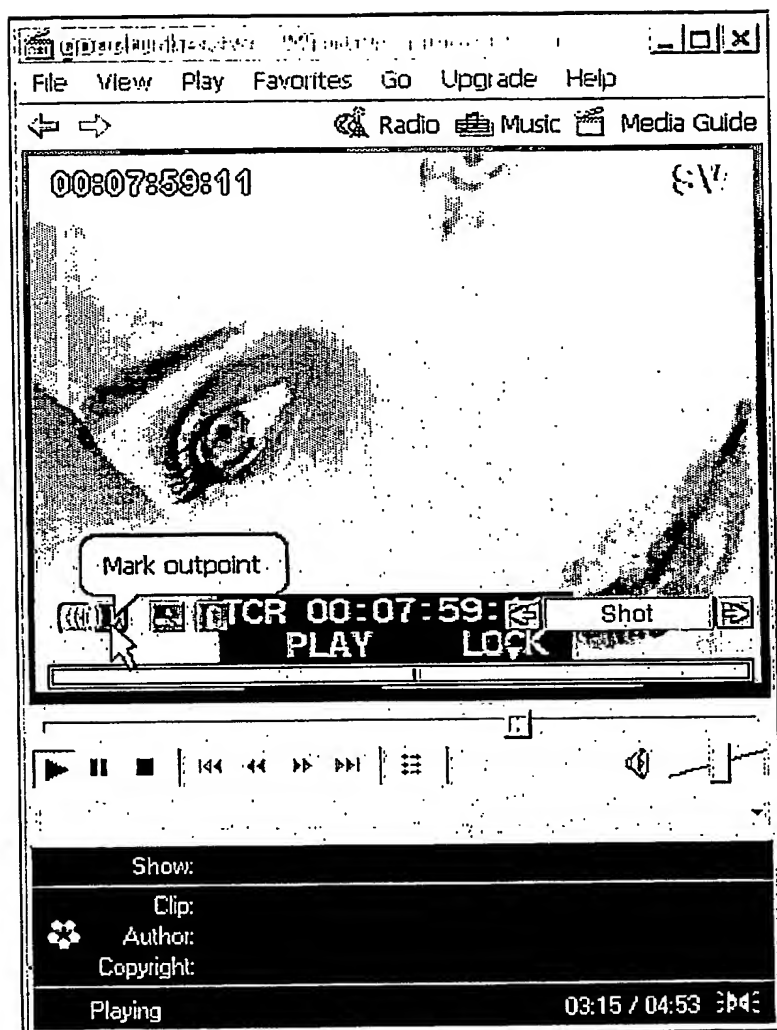 File View Play Favorites Go Upgrade Help
Radio Music Media Guide
00:07:59:11
Mark outpoint
TCR 00:07:59: Shot
PLAY LOCK
Show:
Clip:
Author:
Copyright:
Playing 03:15 / 04:53